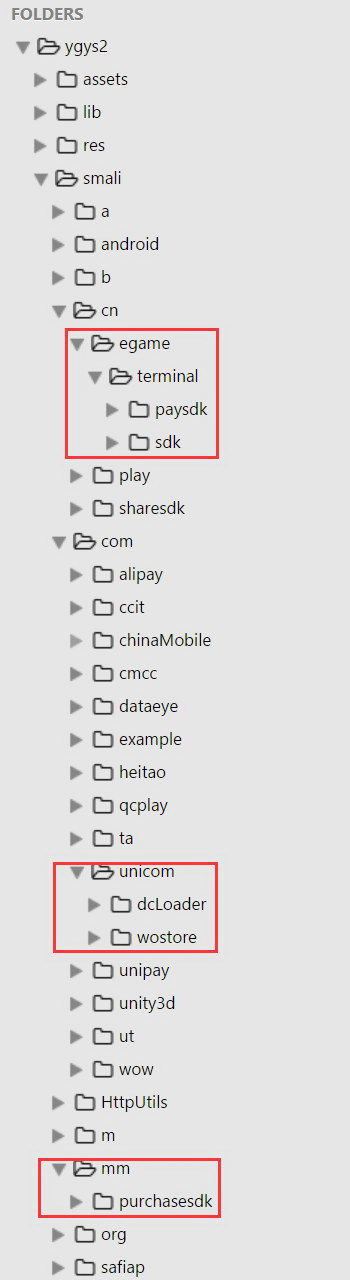 FOLDERS
ygys2
assets
lib
res
smali
a
android
b
cn
egame
terminal
paysdk
sdk
play
sharesdk
com
alipay
ccit
chinaMobile
cmcc
dataeye
example
heitao
qcplay
ta
unicom
dcLoader
wostore
unipay
unity3d
ut
wow
HttpUtils
m
mm
purchasesdk
org
safiap